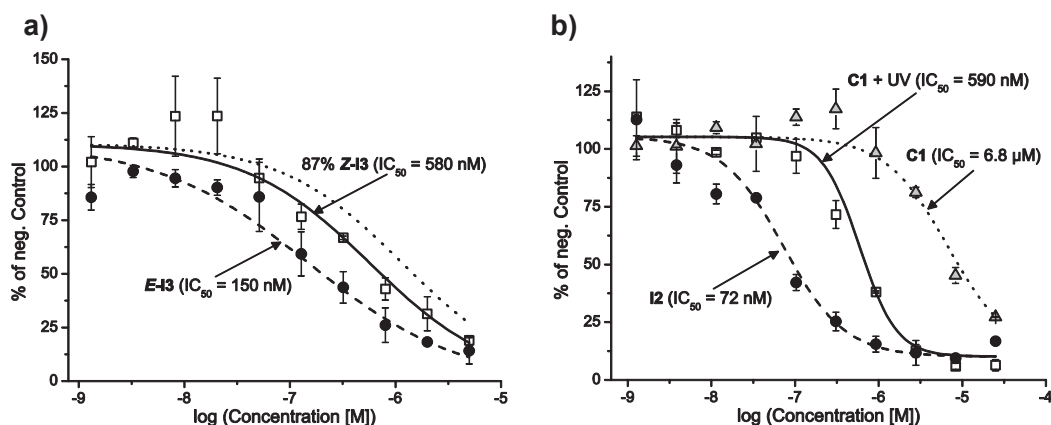 a)
150
125
100
75
50
25
0
% of neg. Control
87% Z-I3 (IC50 = 580 nM)
E-I3 (IC50 = 150 nM)
-9
-8
-7
-6
-5
log (Concentration [M])
b)
125
100
75
50
25
0
% of neg. Control
C1 + UV (IC50 = 590 nM)
C1 (IC50 = 6.8 µM)
I2 (IC50 = 72 nM)
-9
-8
-7
-6
-5
-4
log (Concentration [M])